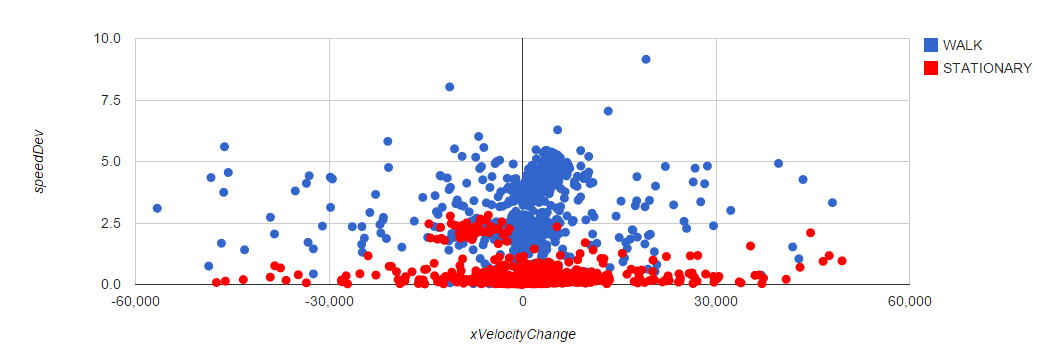 10.0
7.5
5.0
2.5
0.0
speedDev
-60,000
-30,000
0
30,000
60,000
xVelocityChange
WALK
STATIONARY